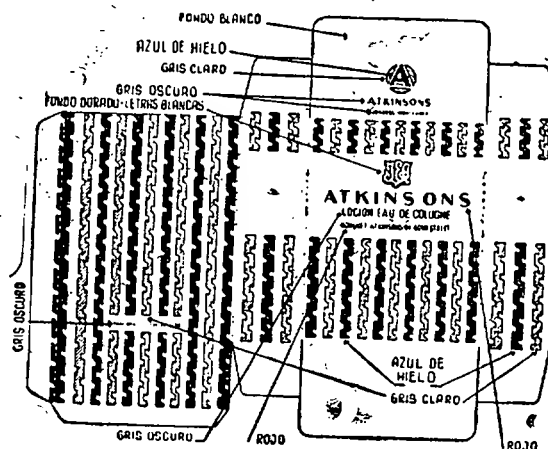 FONDO BLANCO
AZUL DE HIELO
GRIS CLARO
A
GRIS OSCURO
ATKINSONS
FONDO DORADO-LETRAS BLANCAS
ATKINSONS
LOCION EAU DE COLOGNE
GRIS OSCURO
AZUL DE
HIELO
GRIS CLARO
GRIS OSCURO
ROJO
ROJO